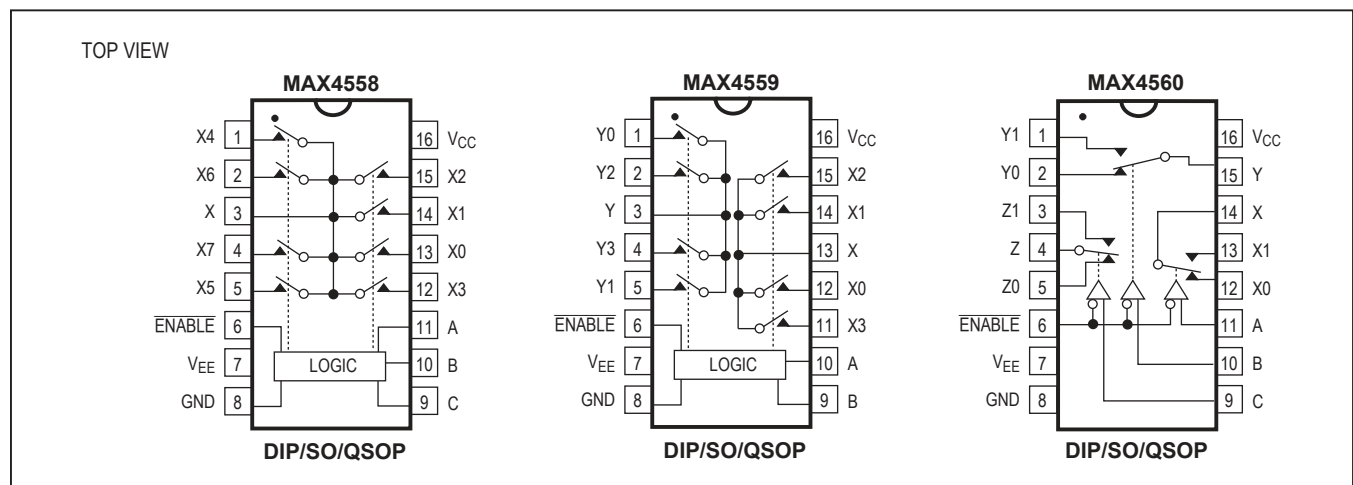 TOP VIEW
MAX4558
X4 1
X6 2
X 3
X7 4
X5 5
ENABLE 6
VEE 7
GND 8
16 VCC
15 X2
14 X1
13 X0
12 X3
11 A
10 B
9 C
LOGIC
DIP/SO/QSOP
MAX4559
Y0 1
Y2 2
Y 3
Y3 4
Y1 5
ENABLE 6
VEE 7
GND 8
16 VCC
15 X2
14 X1
13 X
12 X0
11 X3
10 A
9 B
LOGIC
DIP/SO/QSOP
MAX4560
Y1 1
Y0 2
Z1 3
Z 4
Z0 5
ENABLE 6
VEE 7
GND 8
16 VCC
15 Y
14 X
13 X1
12 X0
11 A
10 B
9 C
DIP/SO/QSOP